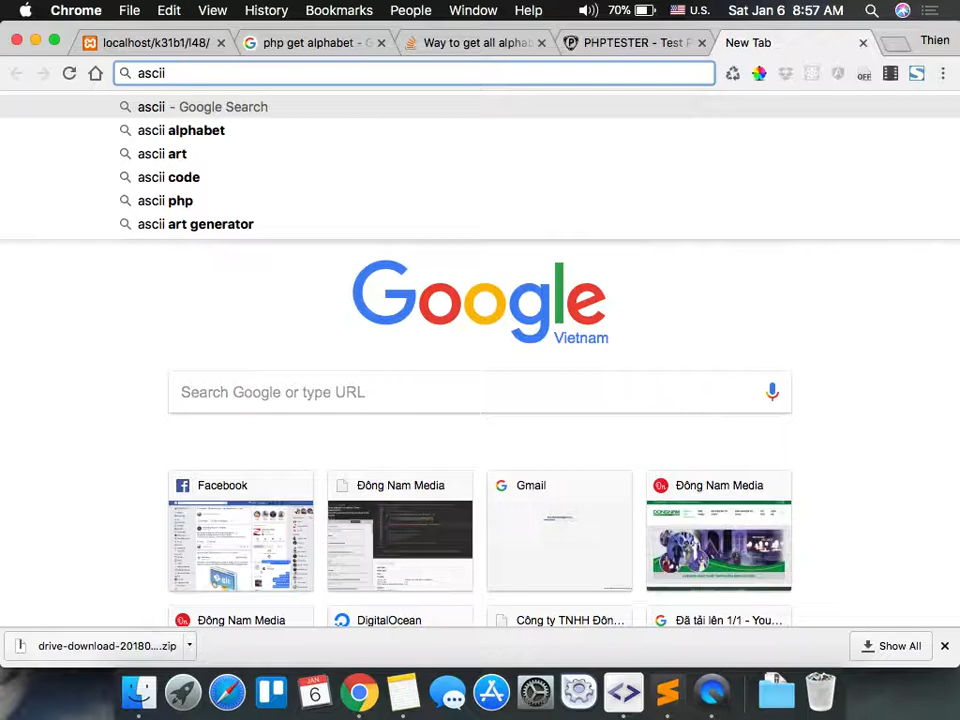 Chrome File Edit View History Bookmarks People Window Help 70% U.S. Sat Jan 6 8:57 AM
localhost/k31b1/l48/ php get alphabet - G Way to get all alphab PHPTESTER - Test P New Tab Thien
ascii
OFF
ascii - Google Search
ascii alphabet
ascii art
ascii code
ascii php
ascii art generator
Google
Vietnam
Search Google or type URL
Facebook Đông Nam Media Gmail Đông Nam Media
Đông Nam Media DigitalOcean Công ty TNHH Đôn... Đã tải lên 1/1 - You...
drive-download-20180....zip Show All
JAN
6